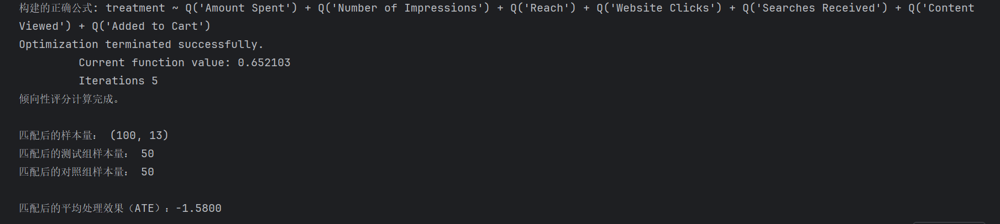 构建的正确公式: treatment ~ Q('Amount Spent') + Q('Number of Impressions') + Q('Reach') + Q('Website Clicks') + Q('Searches Received') + Q('Content
Viewed') + Q('Added to Cart')
Optimization terminated successfully.
Current function value: 0.652103
Iterations 5
倾向性评分计算完成。
匹配后的样本量： (100, 13)
匹配后的测试组样本量： 50
匹配后的对照组样本量： 50
匹配后的平均处理效果（ATE）：-1.5800